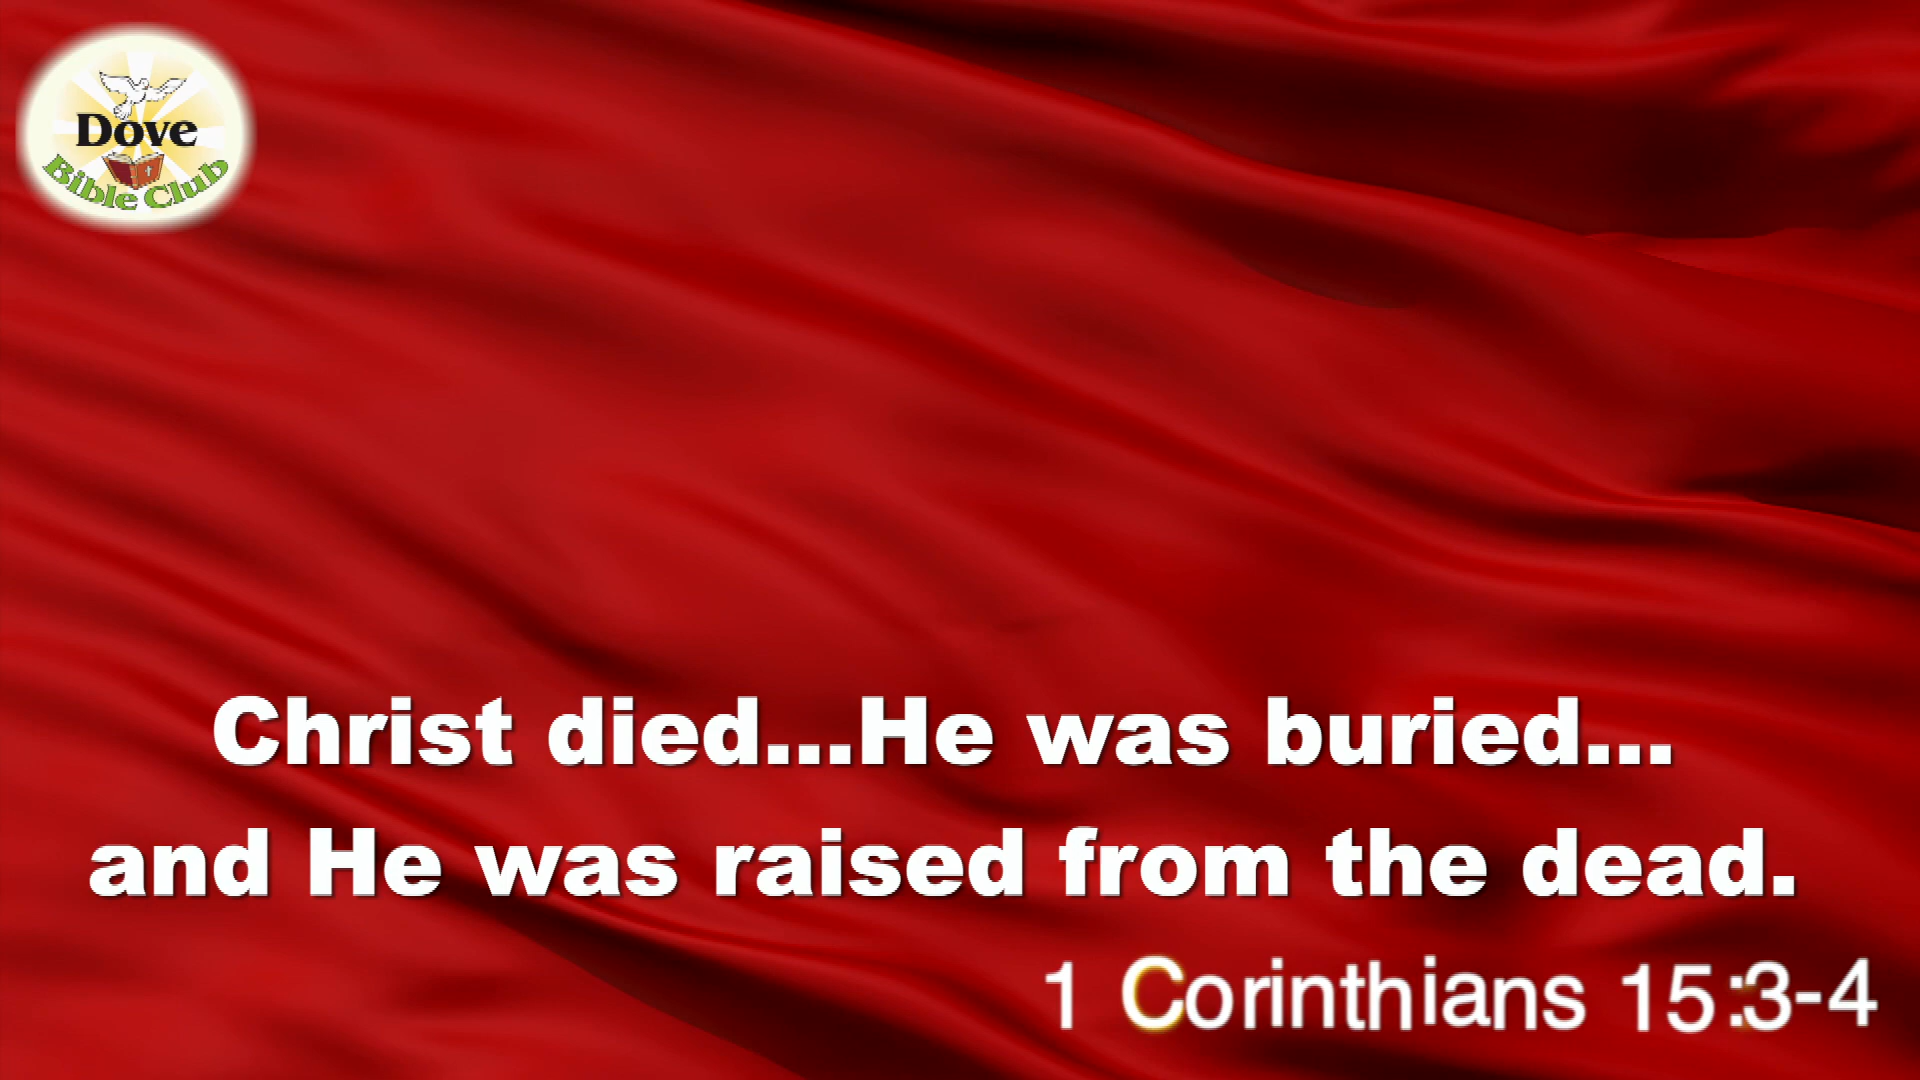 Dove
Bible Club
Christ died...He was buried...
and He was raised from the dead.
1 Corinthians 15:3-4